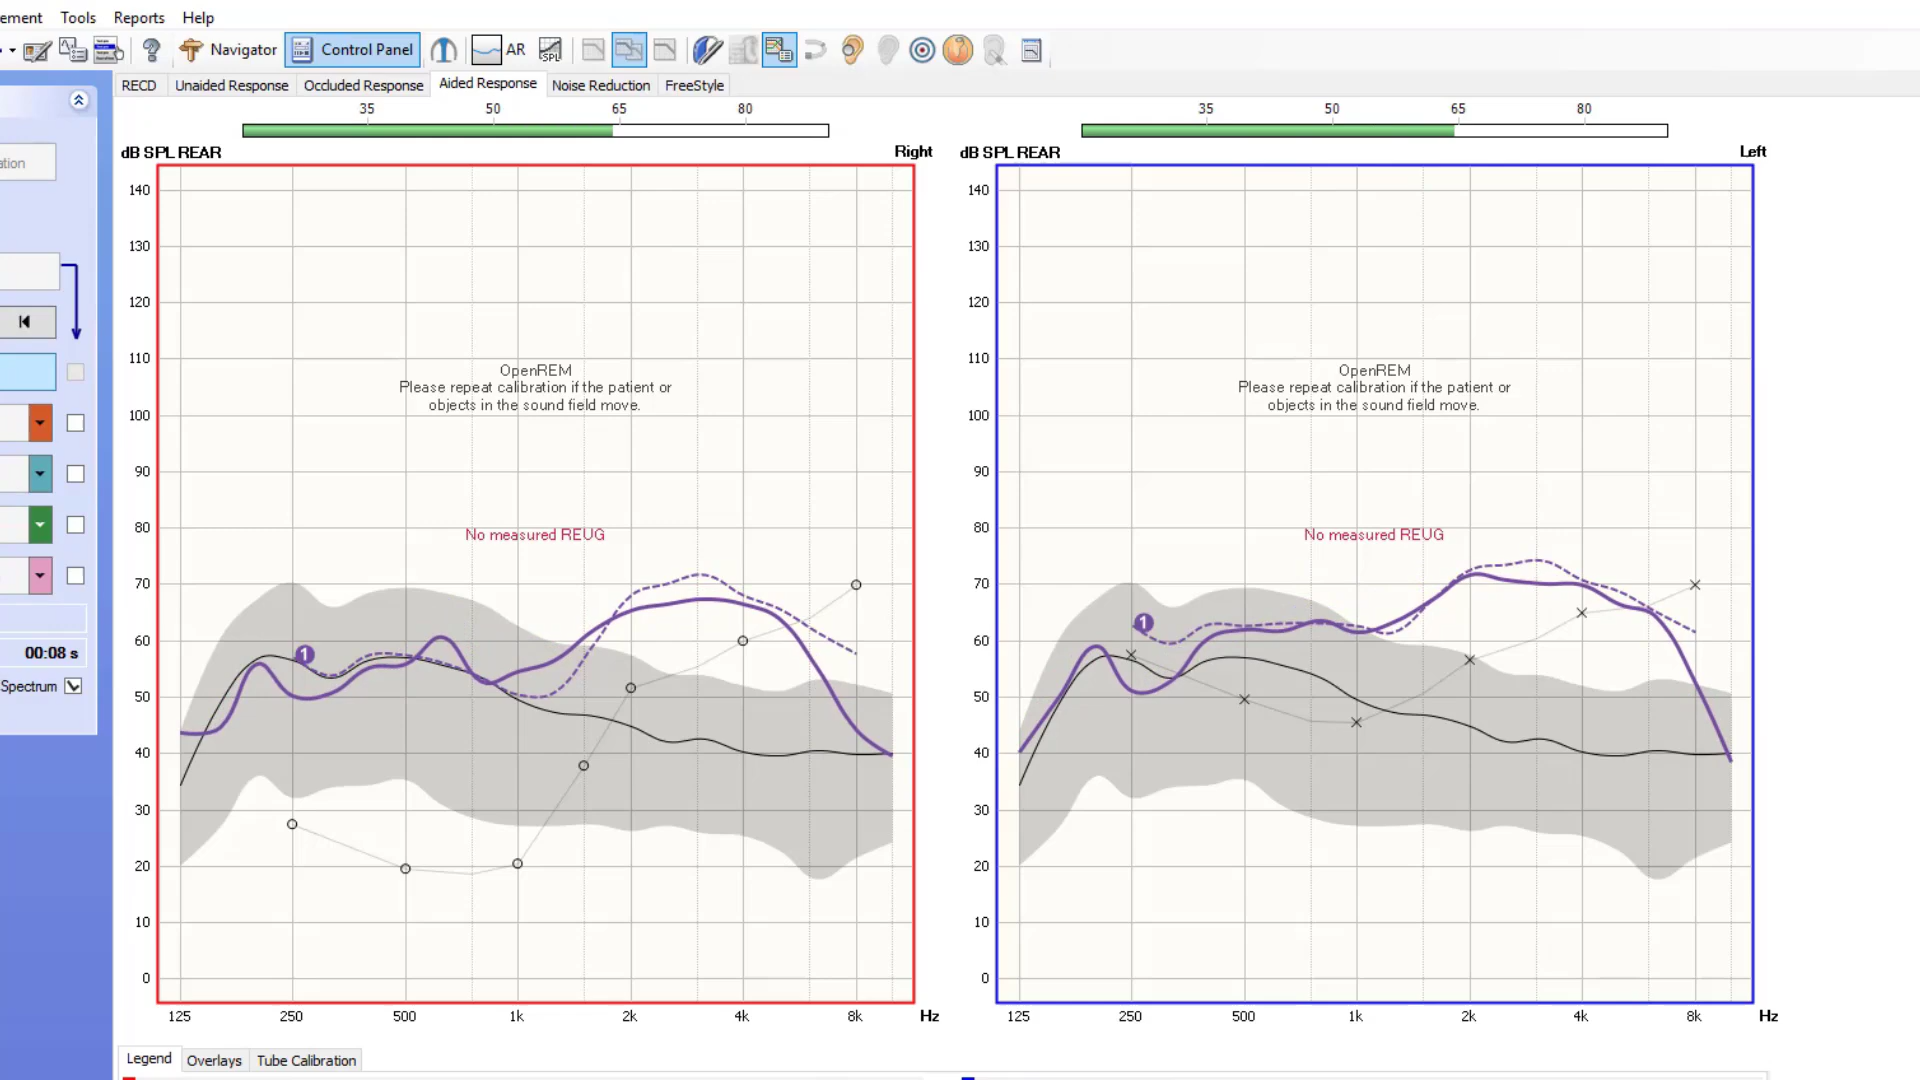 ement Tools Reports Help
Navigator Control Panel AR SPL
RECD Unaided Response Occluded Response Aided Response Noise Reduction FreeStyle
35 50 65 80
35 50 65 80
dB SPL REAR Right
dB SPL REAR Left
ation
140
130
120
110
100
90
80
70
60
50
40
30
20
10
0
OpenREM
Please repeat calibration if the patient or
objects in the sound field move.
No measured REUG
1
125 250 500 1k 2k 4k 8k Hz
140
130
120
110
100
90
80
70
60
50
40
30
20
10
0
OpenREM
Please repeat calibration if the patient or
objects in the sound field move.
No measured REUG
1
125 250 500 1k 2k 4k 8k Hz
00:08 s
Spectrum
Legend Overlays Tube Calibration